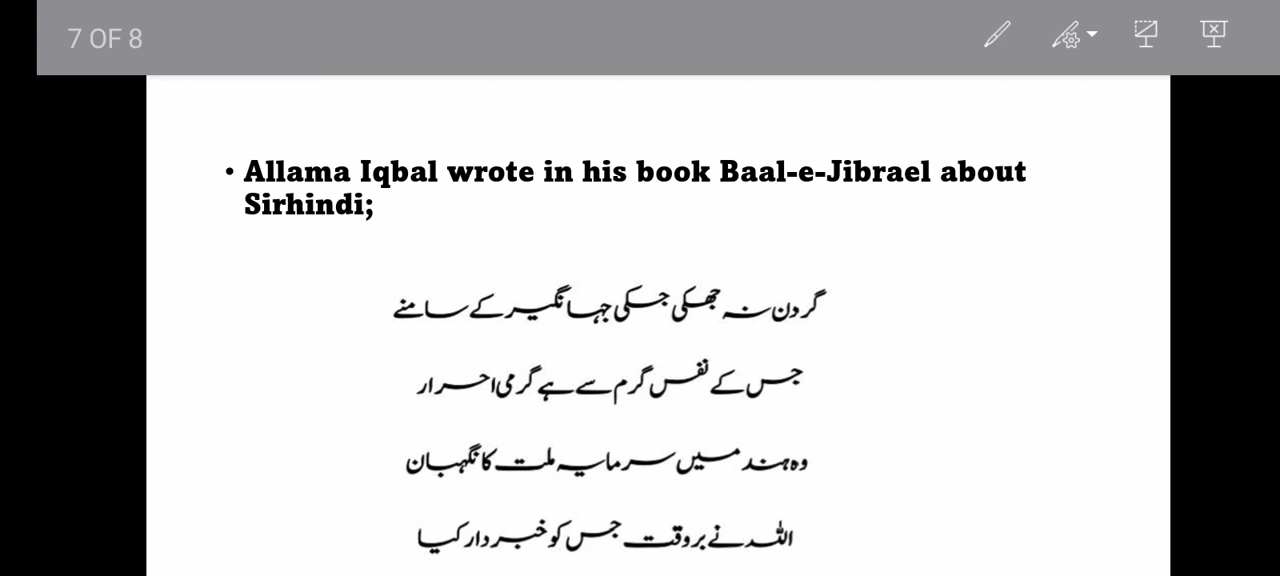 7 OF 8
• Allama Iqbal wrote in his book Baal-e-Jibrael about
Sirhindi;
گردن نہ جھکی جسکی جہانگیر کے سامنے
جس کے نفس گرم سے ہے گرمی احرار
وہ ہند میں سرمایہ ملت کا نگہبان
اللہ نے بروقت جس کو خبردار کیا